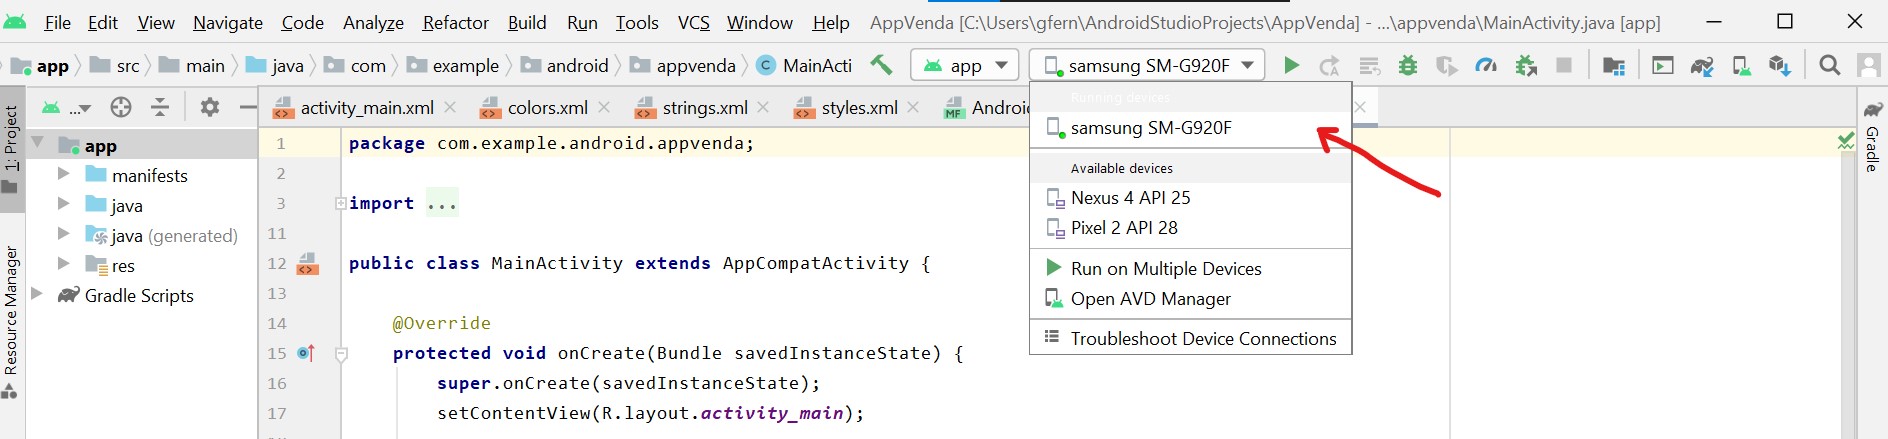 File Edit View Navigate Code Analyze Refactor Build Run Tools VCS Window Help AppVenda [C:\Users\gfern\AndroidStudioProjects\AppVenda] - ...\appvenda\MainActivity.java [app]
app src main java com example android appvenda C MainActi app samsung SM-G920F
... activity_main.xml colors.xml strings.xml styles.xml MF Android
Running devices
samsung SM-G920F
Available devices
Nexus 4 API 25
Pixel 2 API 28
Run on Multiple Devices
Open AVD Manager
Troubleshoot Device Connections
1: Project
Resource Manager
app
manifests
java
java (generated)
res
Gradle Scripts
1 package com.example.android.appvenda;
2
3 import ...
11
12 public class MainActivity extends AppCompatActivity {
13
14 @Override
15 protected void onCreate(Bundle savedInstanceState) {
16 super.onCreate(savedInstanceState);
17 setContentView(R.layout.activity_main);
Gradle